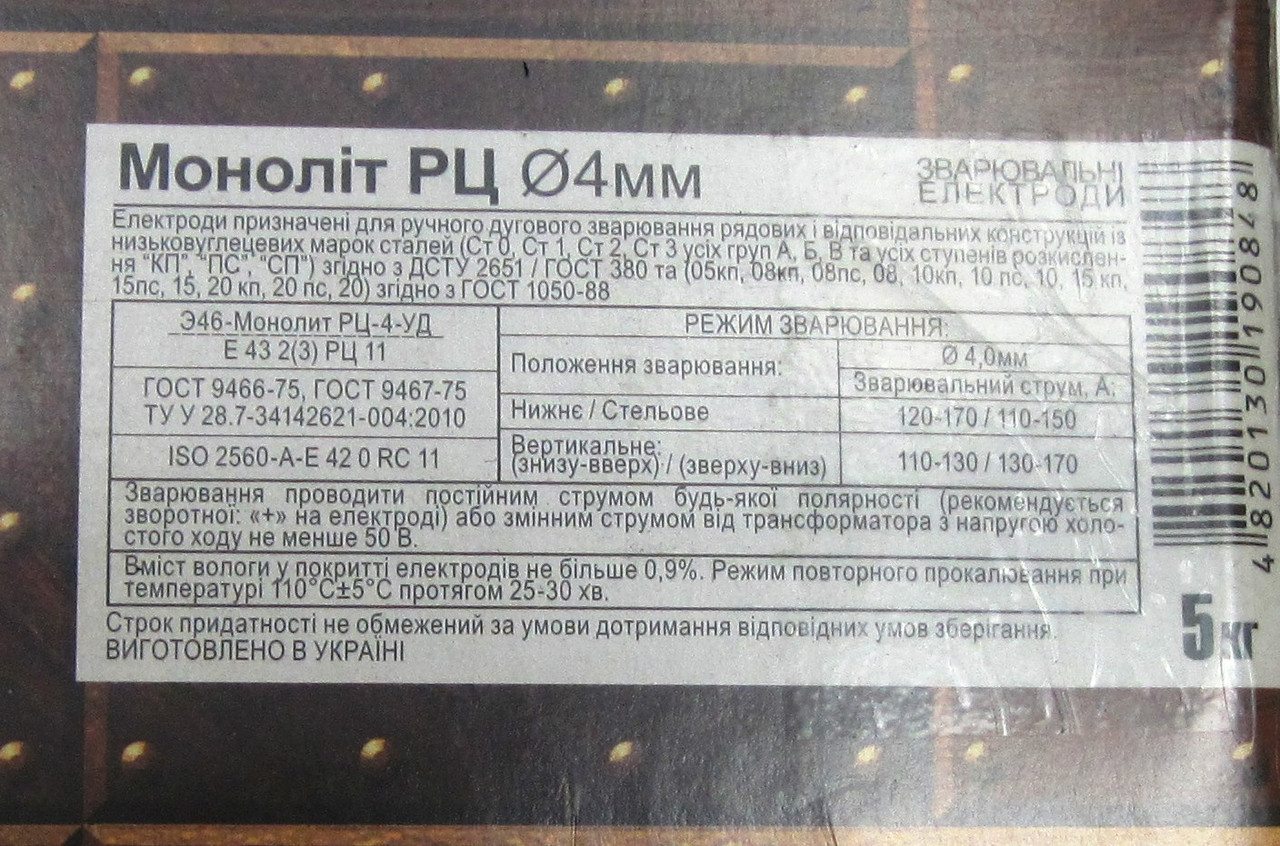 Моноліт РЦ Ø4мм
ЗВАРЮВАЛЬНІ
ЕЛЕКТРОДИ
Електроди призначені для ручного дугового зварювання рядових і відповідальних конструкцій із
низьковуглецевих марок сталей (Ст 0, Ст 1, Ст 2, Ст 3 усіх груп А, Б, В та усіх ступенів розкислен-
ня “КП”, “ПС”, “СП”) згідно з ДСТУ 2651 / ГОСТ 380 та (05кп, 08кп, 08пс, 08, 10кп, 10 пс, 10, 15 кп,
15пс, 15, 20 кп, 20 пс, 20) згідно з ГОСТ 1050-88
Э46-Монолит РЦ-4-УД
Е 43 2(3) РЦ 11
ГОСТ 9466-75, ГОСТ 9467-75
ТУ У 28.7-34142621-004:2010
ISO 2560-A-E 42 0 RC 11
РЕЖИМ ЗВАРЮВАННЯ:
Положення зварювання:
Ø 4,0мм
Зварювальний струм, А:
Нижнє / Стельове
120-170 / 110-150
Вертикальне:
(знизу-вверх) / (зверху-вниз)
110-130 / 130-170
Зварювання проводити постійним струмом будь-якої полярності (рекомендується
зворотної: «+» на електроді) або змінним струмом від трансформатора з напругою холо-
стого ходу не менше 50 В.
Вміст вологи у покритті електродів не більше 0,9%. Режим повторного прокалювання при
температурі 110°С±5°С протягом 25-30 хв.
Строк придатності не обмежений за умови дотримання відповідних умов зберігання.
ВИГОТОВЛЕНО В УКРАЇНІ
4 820130 190848
5 кг